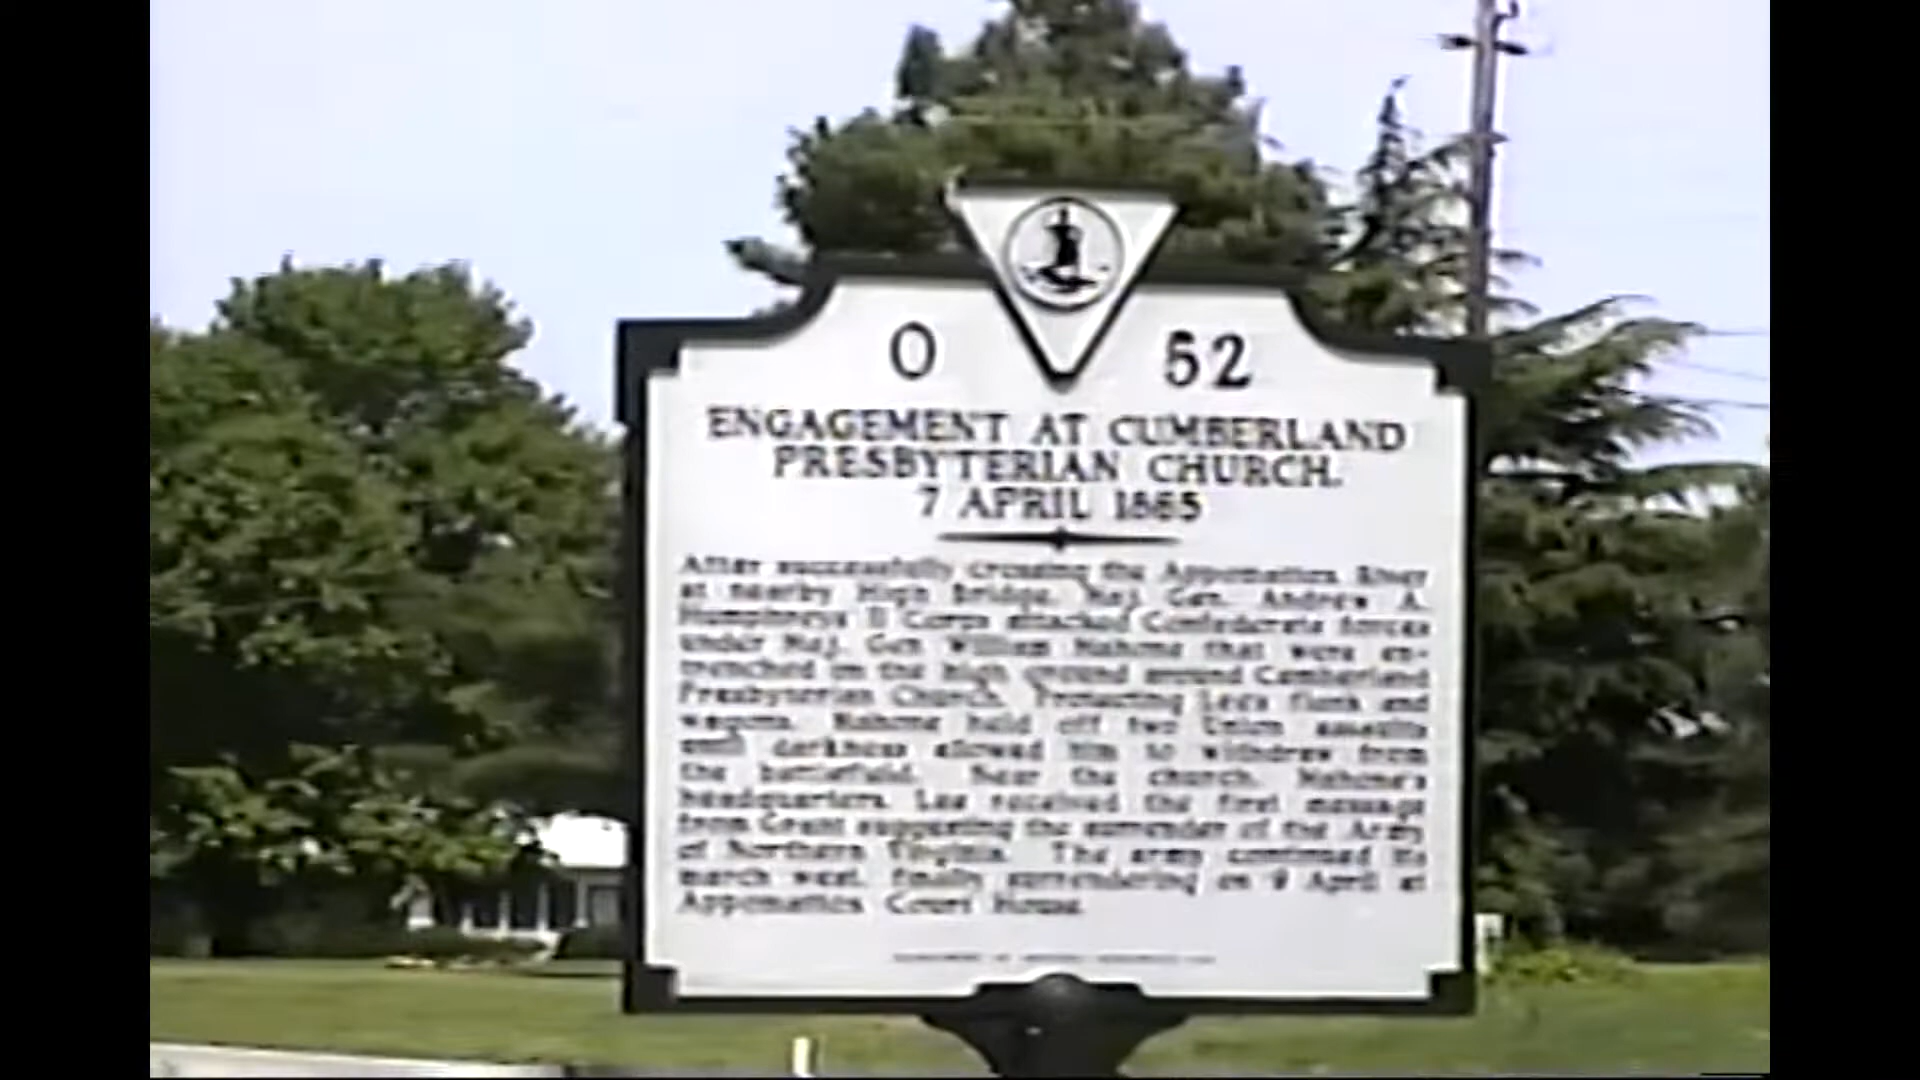 O 52
ENGAGEMENT AT CUMBERLAND
PRESBYTERIAN CHURCH.
7 APRIL 1865
After successfully crossing the Appomattox River
at nearby High Bridge, Maj. Gen. Andrew A.
Humphreys' II Corps attacked Confederate forces
under Maj. Gen. William Mahone that were en-
trenched on the high ground around Cumberland
Presbyterian Church. Protecting Lee's flank and
wagons, Mahone held off two Union assaults
until darkness allowed him to withdraw from
the battlefield. Near the church, Mahone's
headquarters, Lee received the first message
from Grant suggesting the surrender of the Army
of Northern Virginia. The army continued its
march west, finally surrendering on 9 April at
Appomattox Court House.